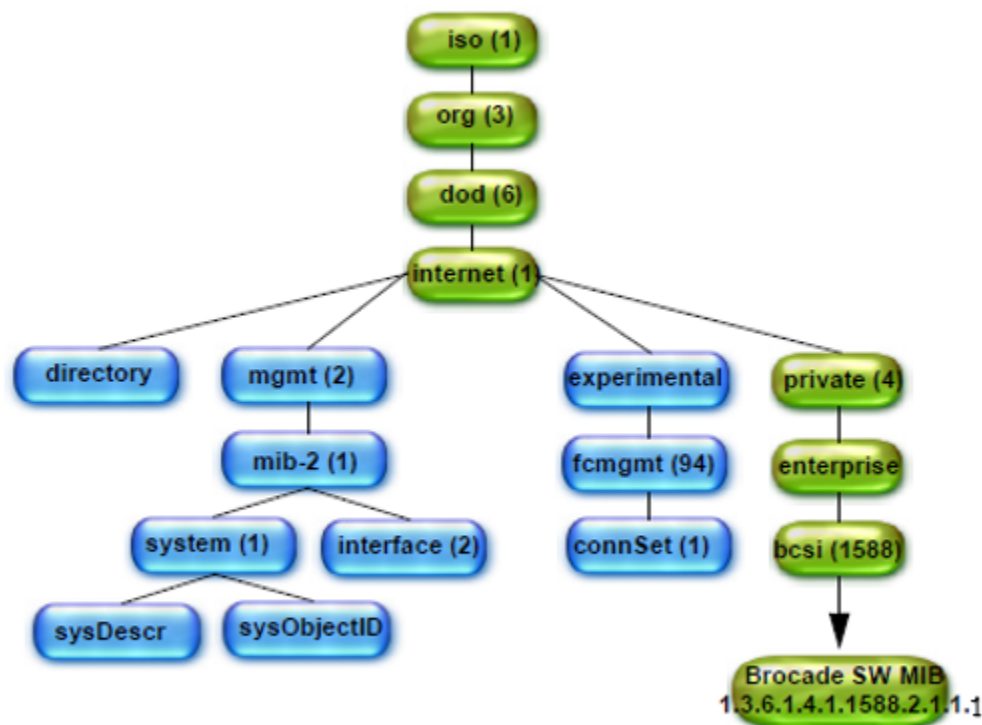 iso (1)
org (3)
dod (6)
internet (1)
directory
mgmt (2)
experimental
private (4)
mib-2 (1)
fcmgmt (94)
enterprise
system (1)
interface (2)
connSet (1)
bcsi (1588)
sysDescr
sysObjectID
Brocade SW MIB
1.3.6.1.4.1.1588.2.1.1.1